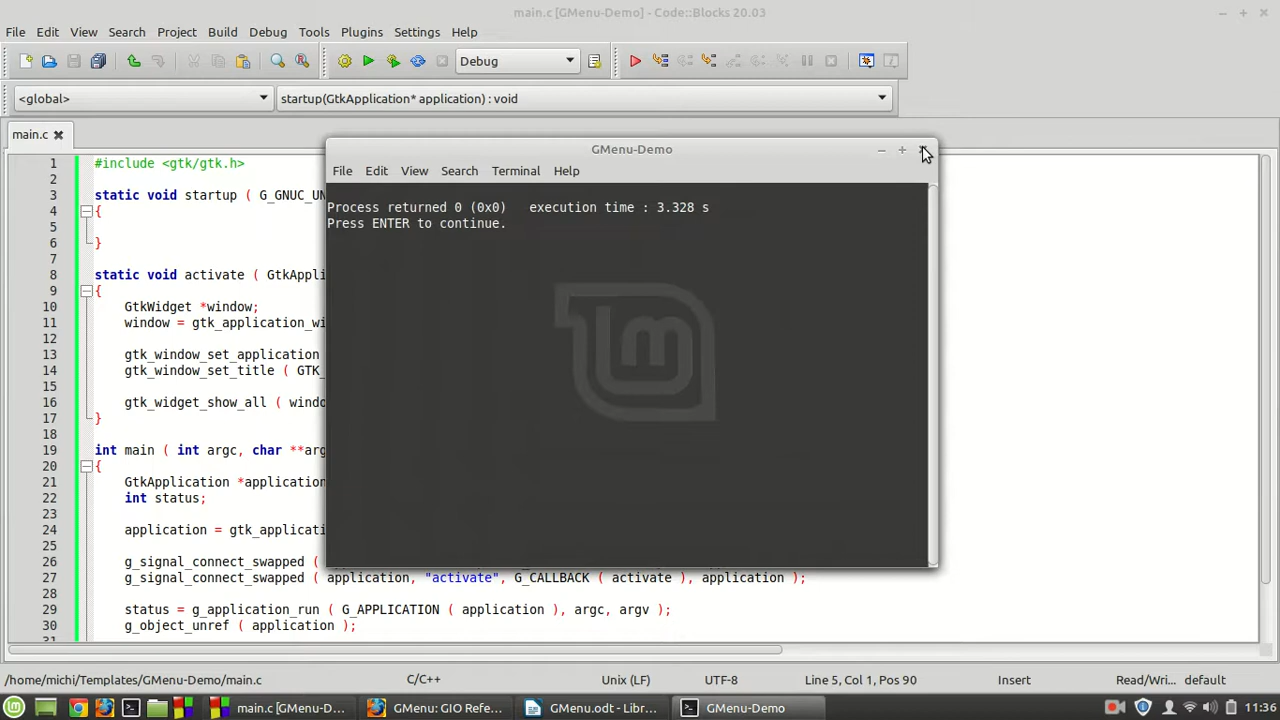 main.c [GMenu-Demo] - Code::Blocks 20.03
File Edit View Search Project Build Debug Tools Plugins Settings Help
Debug
<global> startup(GtkApplication* application) : void
main.c
GMenu-Demo
File Edit View Search Terminal Help
Process returned 0 (0x0) execution time : 3.328 s
Press ENTER to continue.
1 #include <gtk/gtk.h>
2
3 static void startup ( G_GNUC_UN
4 {
5
6 }
7
8 static void activate ( GtkAppli
9 {
10 GtkWidget *window;
11 window = gtk_application_wi
12
13 gtk_window_set_application
14 gtk_window_set_title ( GTK_
15
16 gtk_widget_show_all ( windo
17 }
18
19 int main ( int argc, char **arg
20 {
21 GtkApplication *application
22 int status;
23
24 application = gtk_applicati
25
26 g_signal_connect_swapped (
27 g_signal_connect_swapped ( application, "activate", G_CALLBACK ( activate ), application );
28
29 status = g_application_run ( G_APPLICATION ( application ), argc, argv );
30 g_object_unref ( application );
31
/home/michi/Templates/GMenu-Demo/main.c C/C++ Unix (LF) UTF-8 Line 5, Col 1, Pos 90 Insert Read/Wri... default
main.c [GMenu-D... GMenu: GIO Refe... GMenu.odt - Libr... GMenu-Demo 11:36